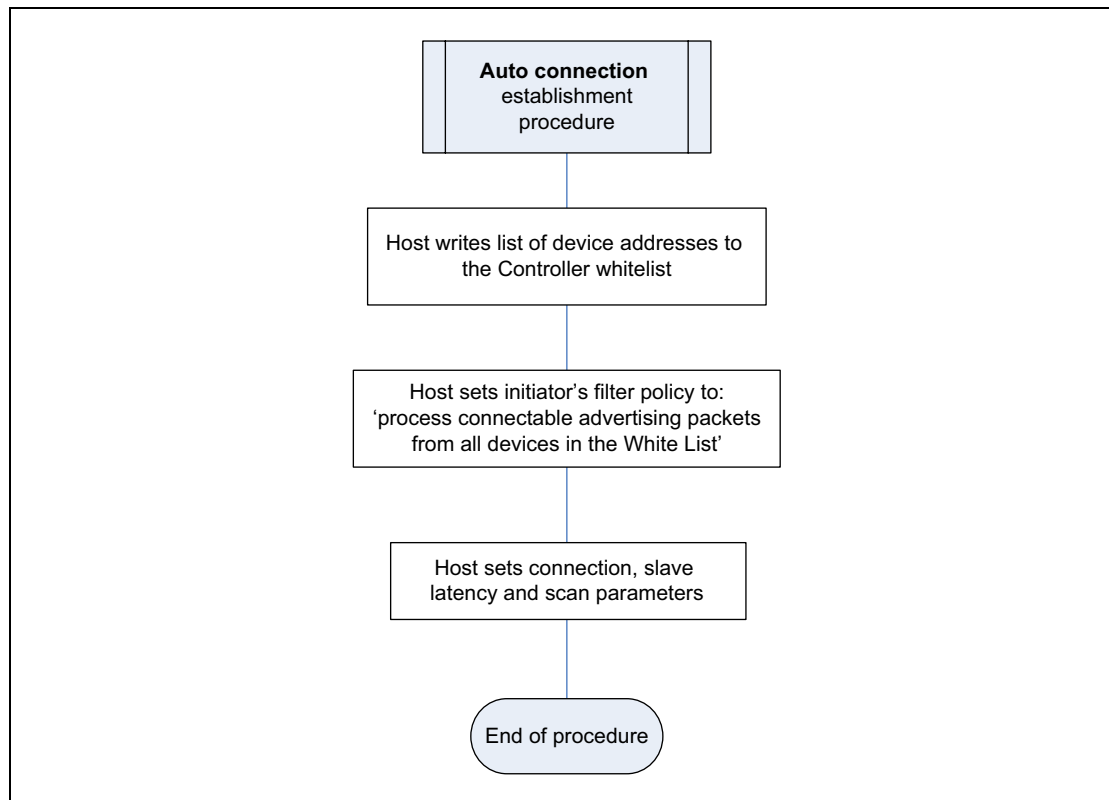 Auto connection
establishment
procedure
Host writes list of device addresses to
the Controller whitelist
Host sets initiator’s filter policy to:
‘process connectable advertising packets
from all devices in the White List’
Host sets connection, slave
latency and scan parameters
End of procedure